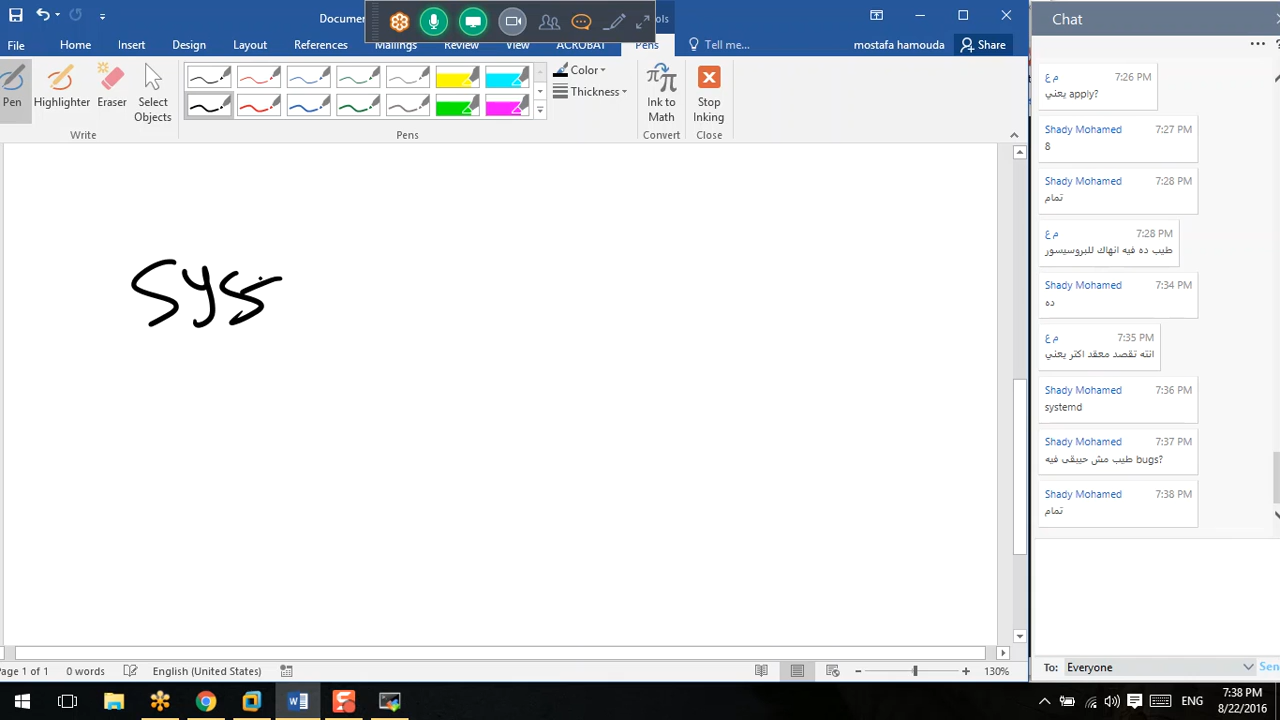 Documen
ols
File
Home
Insert
Design
Layout
References
Mailings
Review
View
ACROBAT
Pens
Tell me...
mostafa hamouda
Share
Pen
Highlighter
Eraser
Select Objects
Color
Thickness
Ink to Math
Stop Inking
Write
Pens
Convert
Close
sys
Chat
م ع 7:26 PM
يعني apply?
Shady Mohamed 7:27 PM
8
Shady Mohamed 7:28 PM
تمام
م ع 7:28 PM
طيب ده فيه انهاك للبروسيسور
Shady Mohamed 7:34 PM
ده
م ع 7:35 PM
انته تقصد معقد اكتر يعني
Shady Mohamed 7:36 PM
systemd
Shady Mohamed 7:37 PM
طيب مش حيبقى فيه bugs?
Shady Mohamed 7:38 PM
تمام
To: Everyone
Sen
Page 1 of 1
0 words
English (United States)
130%
ENG
7:38 PM
8/22/2016